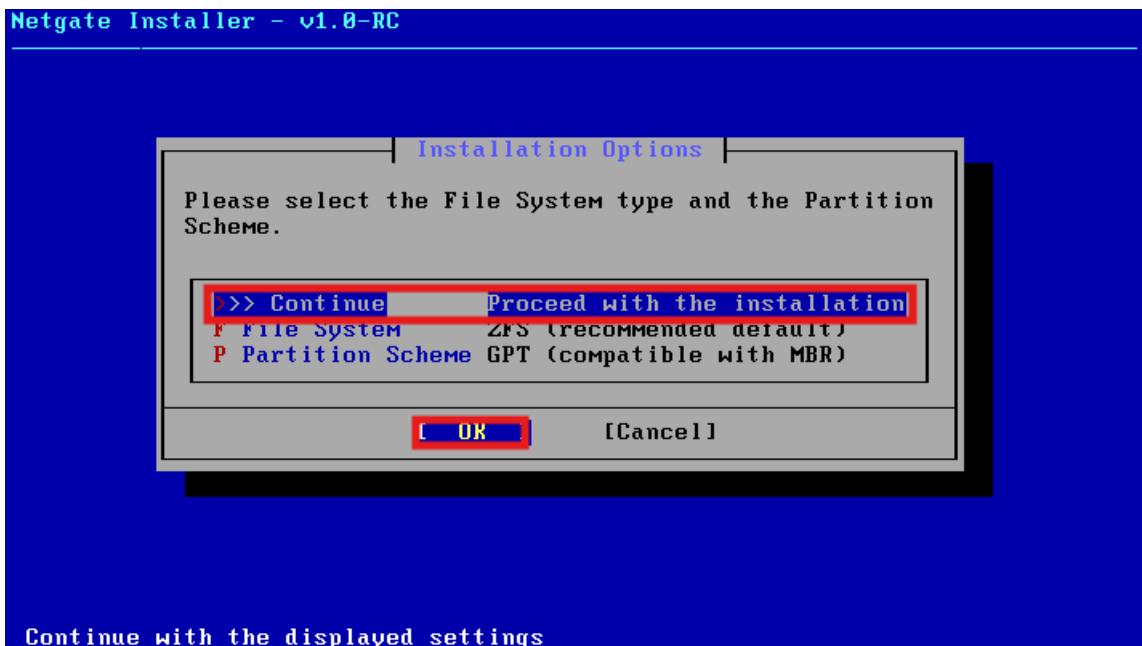 Netgate Installer - v1.0-RC
Installation Options
Please select the File System type and the Partition
Scheme.
>>> Continue Proceed with the installation
F File System ZFS (recommended default)
P Partition Scheme GPT (compatible with MBR)
[ OK ] [Cancel]
Continue with the displayed settings